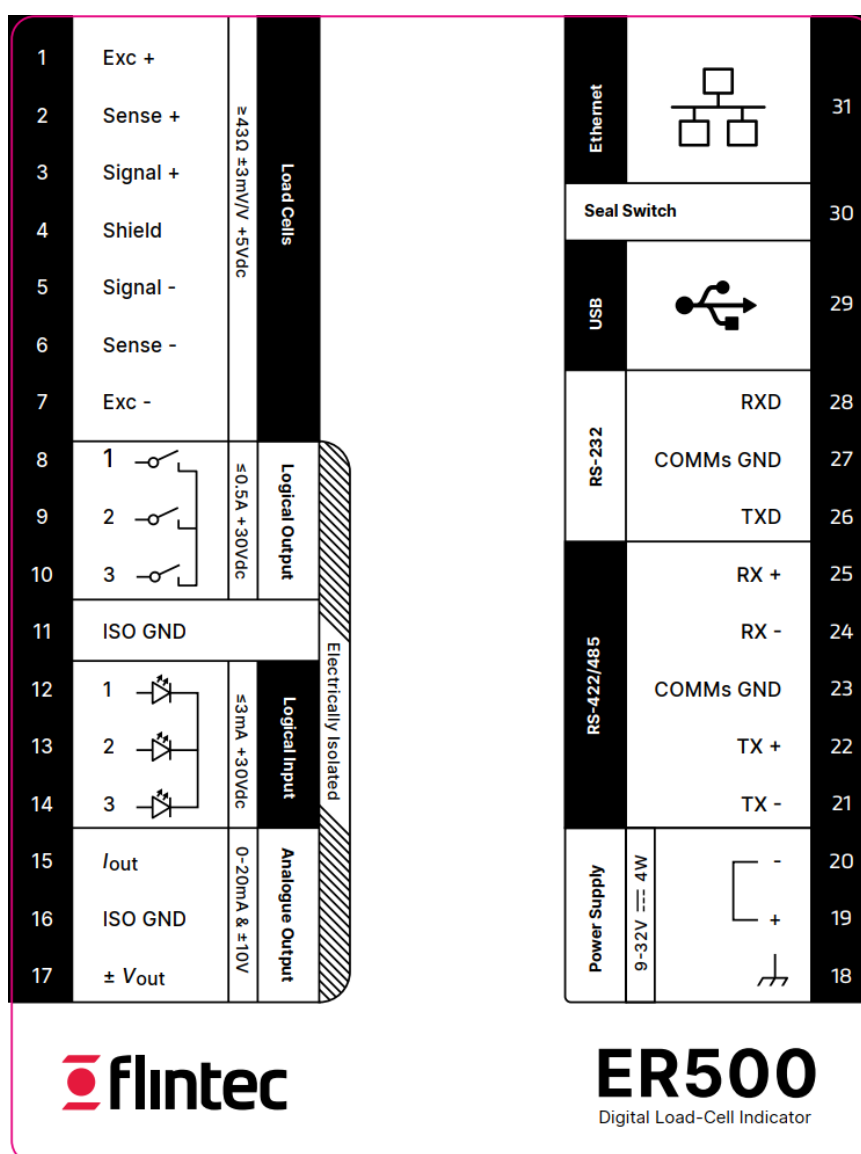 1 Exc +
2 Sense +
3 Signal +
4 Shield
5 Signal -
6 Sense -
7 Exc -
≥43Ω ±3mV/V +5Vdc
Load Cells
8 1
9 2
10 3
≤0.5A +30Vdc
Logical Output
11 ISO GND
12 1
13 2
14 3
≤3mA +30Vdc
Logical Input
Electrically Isolated
15 Iout
16 ISO GND
17 ± Vout
0-20mA & ±10V
Analogue Output
Ethernet 31
Seal Switch 30
USB 29
RS-232
RXD 28
COMMs GND 27
TXD 26
RS-422/485
RX + 25
RX - 24
COMMs GND 23
TX + 22
TX - 21
Power Supply
9-32V ⎓ 4W
- 20
+ 19
18
flintec
ER500
Digital Load-Cell Indicator